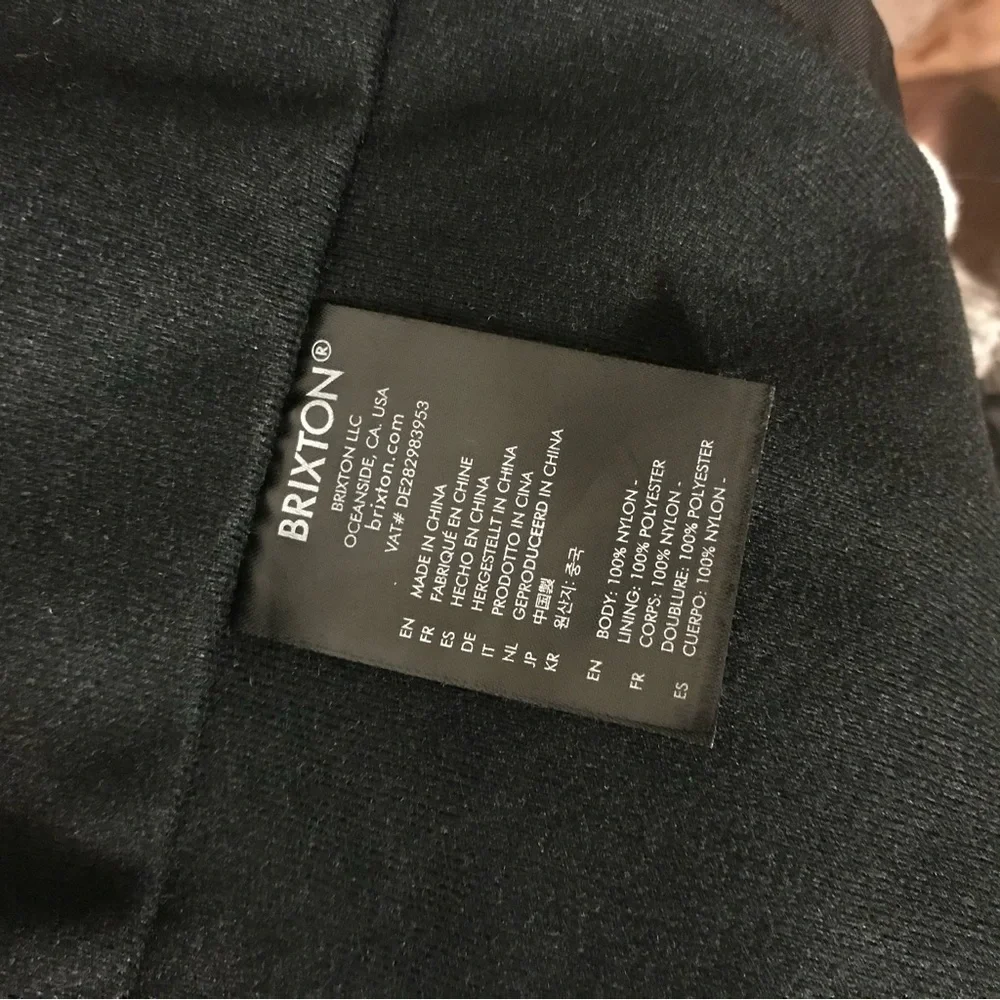 BRIXTON®
BRIXTON LLC
OCEANSIDE, CA. USA
brixton.com
VAT# DE282983953
EN MADE IN CHINA
FR FABRIQUÉ EN CHINE
ES HECHO EN CHINA
DE HERGESTELLT IN CHINA
IT PRODOTTO IN CINA
NL GEPRODUCEERD IN CHINA
JP 中国製
KR 원산지: 중국
EN BODY: 100% NYLON -
LINING: 100% POLYESTER
FR CORPS: 100% NYLON -
DOUBLURE: 100% POLYESTER
ES CUERPO: 100% NYLON -